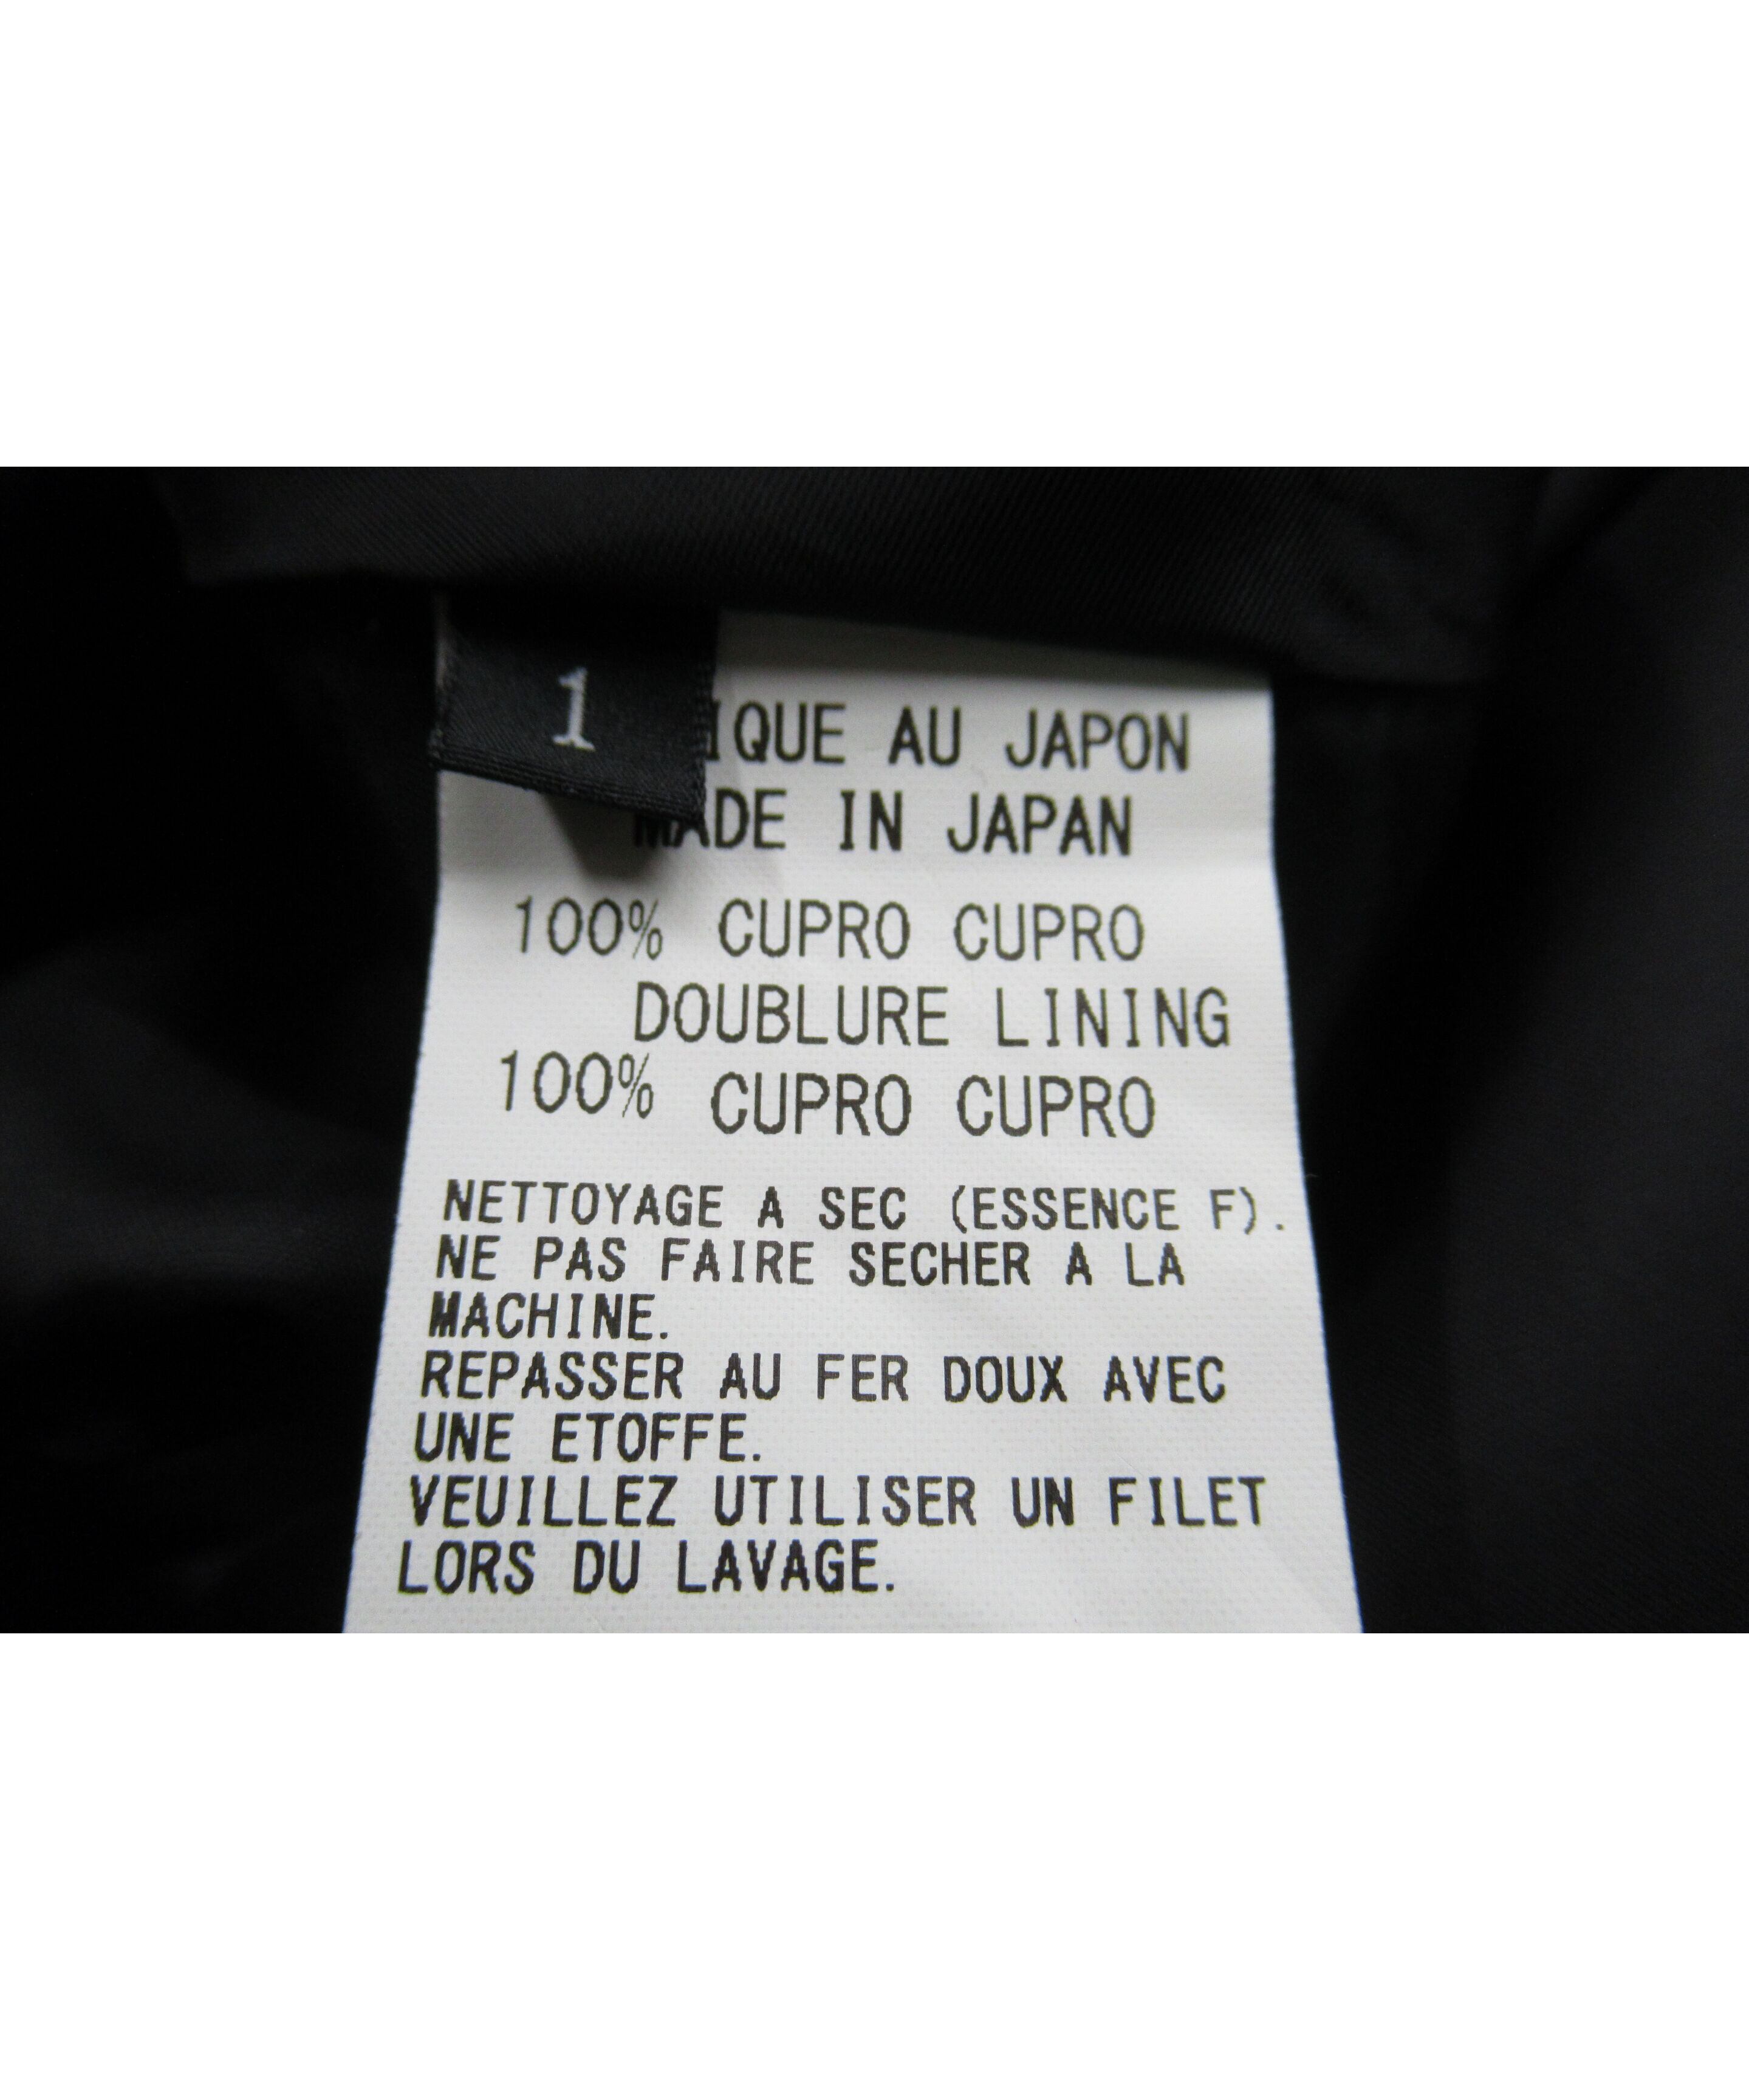 1
IQUE AU JAPON
MADE IN JAPAN
100% CUPRO CUPRO
DOUBLURE LINING
100% CUPRO CUPRO
NETTOYAGE A SEC (ESSENCE F).
NE PAS FAIRE SECHER A LA
MACHINE.
REPASSER AU FER DOUX AVEC
UNE ETOFFE.
VEUILLEZ UTILISER UN FILET
LORS DU LAVAGE.